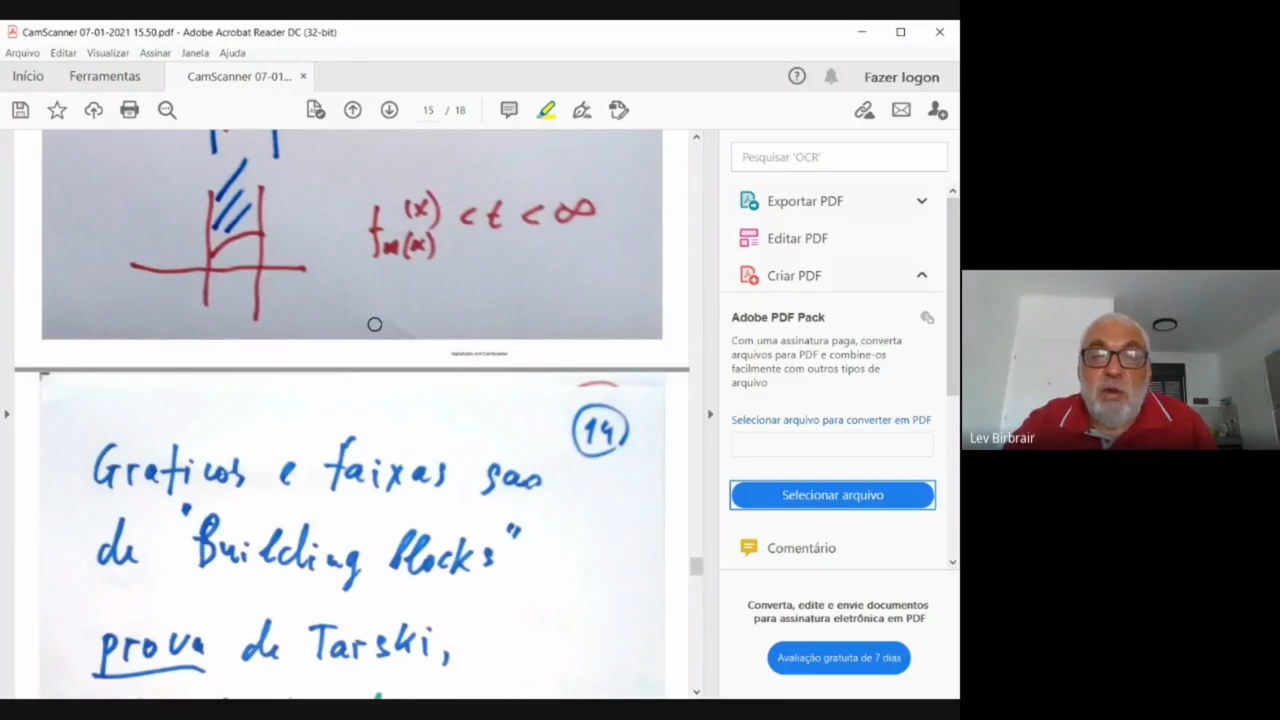 CamScanner 07-01-2021 15.50.pdf - Adobe Acrobat Reader DC (32-bit)
Arquivo Editar Visualizar Assinar Janela Ajuda
Início Ferramentas CamScanner 07-01... × Fazer logon
15 / 18
f (x) < t < ∞
m(x)
Digitalizado com CamScanner
14
Graficos e faixas sao
de "Building blocks"
prova de Tarski,
Pesquisar 'OCR'
Exportar PDF
Editar PDF
Criar PDF
Adobe PDF Pack
Com uma assinatura paga, converta
arquivos para PDF e combine-os
facilmente com outros tipos de
arquivo
Selecionar arquivo para converter em PDF
Selecionar arquivo
Comentário
Converta, edite e envie documentos
para assinatura eletrônica em PDF
Avaliação gratuita de 7 dias
Lev Birbrair